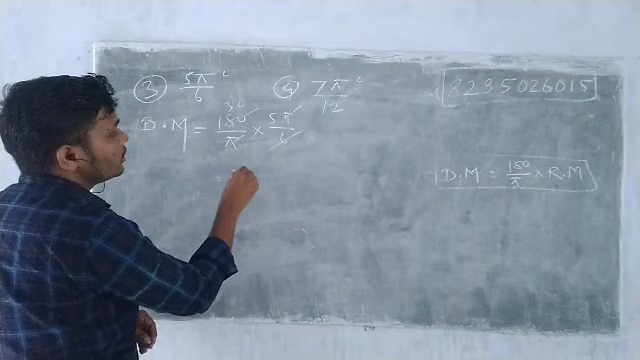 ③ 5π/6 ᶜ
④ 7π/12 ᶜ
8235026015
30
D.M = 180/π × 5π/6
=
D.M = 180/π × R.M